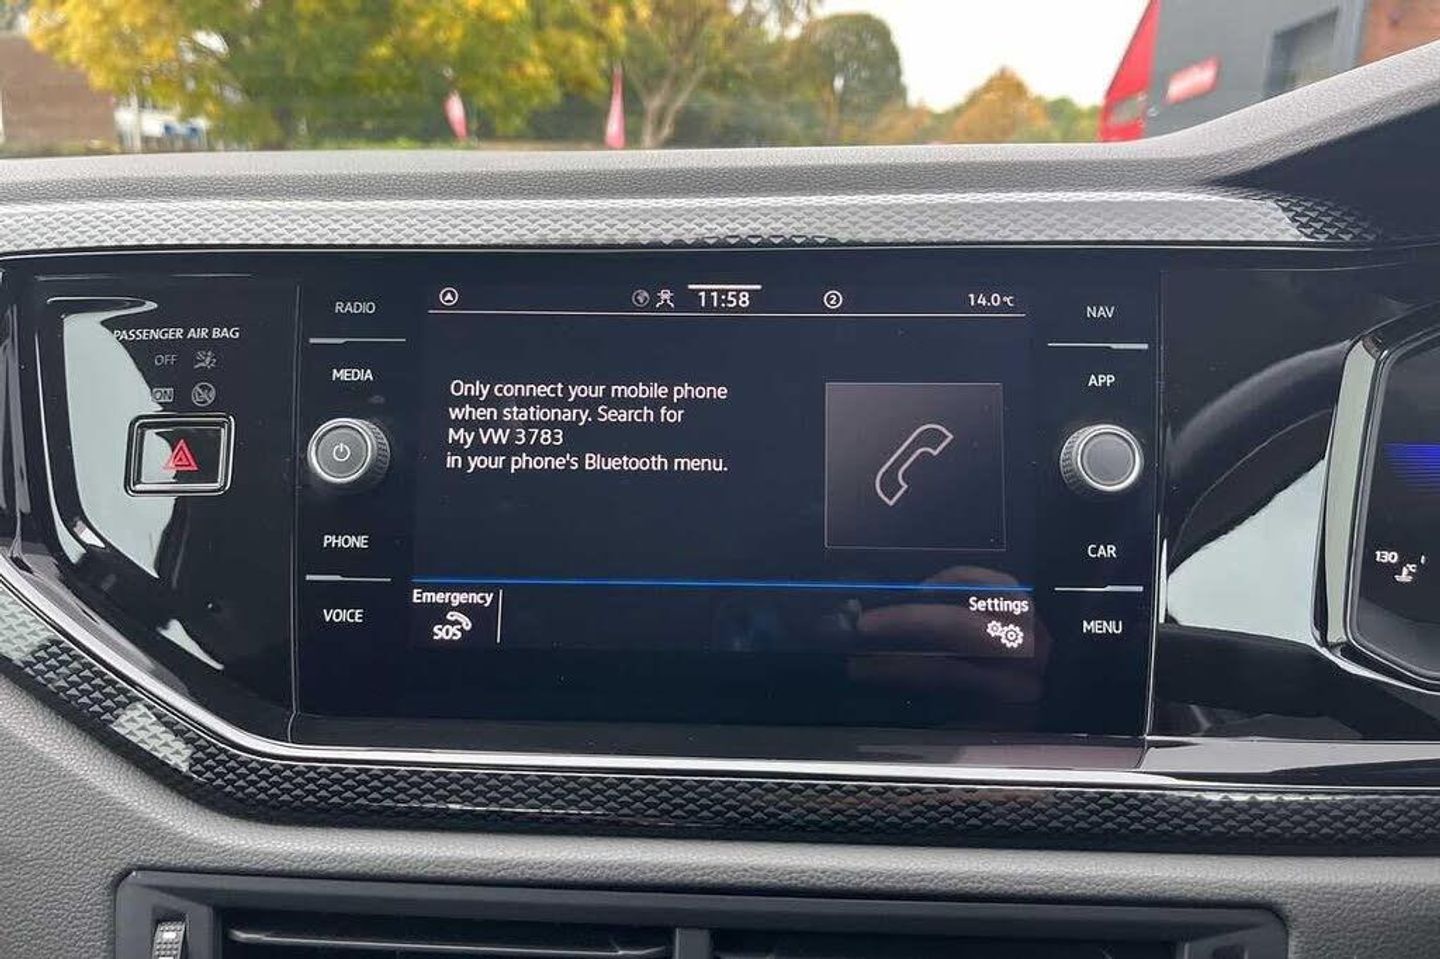 PASSENGER AIR BAG
OFF
ON
RADIO
MEDIA
PHONE
VOICE
11:58
2
14.0°C
Only connect your mobile phone
when stationary. Search for
My VW 3783
in your phone's Bluetooth menu.
Emergency
SOS
Settings
NAV
APP
CAR
MENU
130
°C